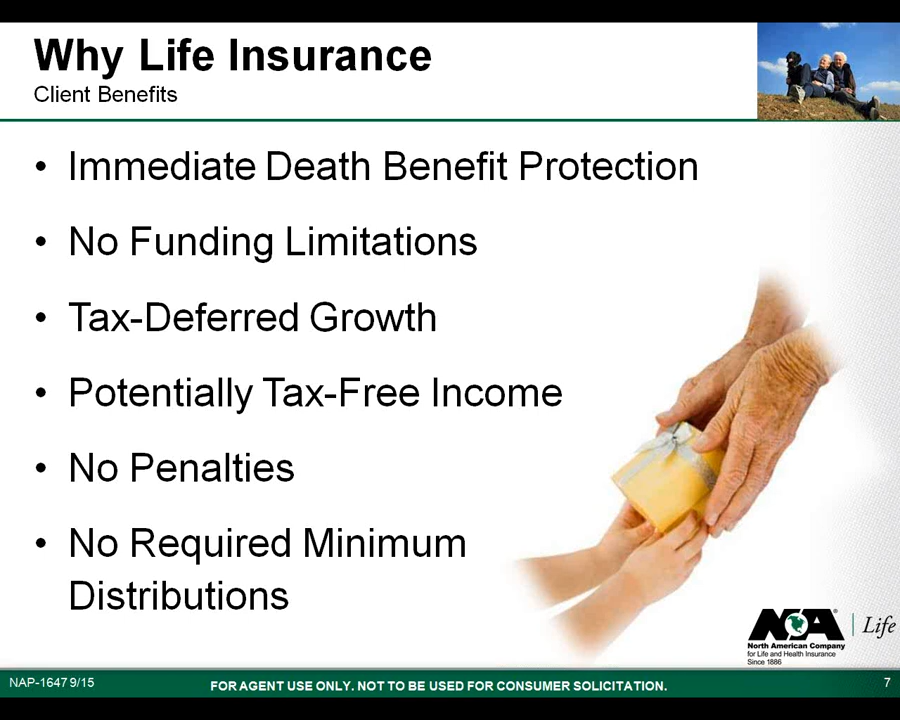 Why Life Insurance
Client Benefits
• Immediate Death Benefit Protection
• No Funding Limitations
• Tax-Deferred Growth
• Potentially Tax-Free Income
• No Penalties
• No Required Minimum
Distributions
NA® | Life
North American Company
for Life and Health Insurance
Since 1886
NAP-1647 9/15
FOR AGENT USE ONLY. NOT TO BE USED FOR CONSUMER SOLICITATION.
7